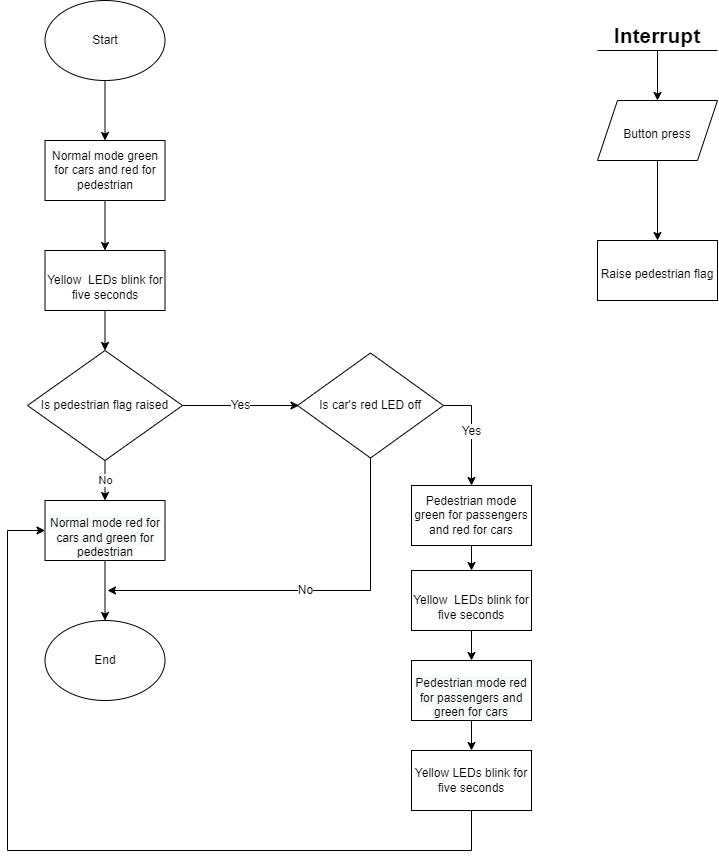 Start
Interrupt
Button press
Normal mode green
for cars and red for
pedestrian
Raise pedestrian flag
Yellow  LEDs blink for
five seconds
Is pedestrian flag raised
Yes
Is car's red LED off
Yes
No
Normal mode red for
cars and green for
pedestrian
Pedestrian mode
green for passengers
and red for cars
No
Yellow  LEDs blink for
five seconds
End
Pedestrian mode red
for passengers and
green for cars
Yellow LEDs blink for
five seconds